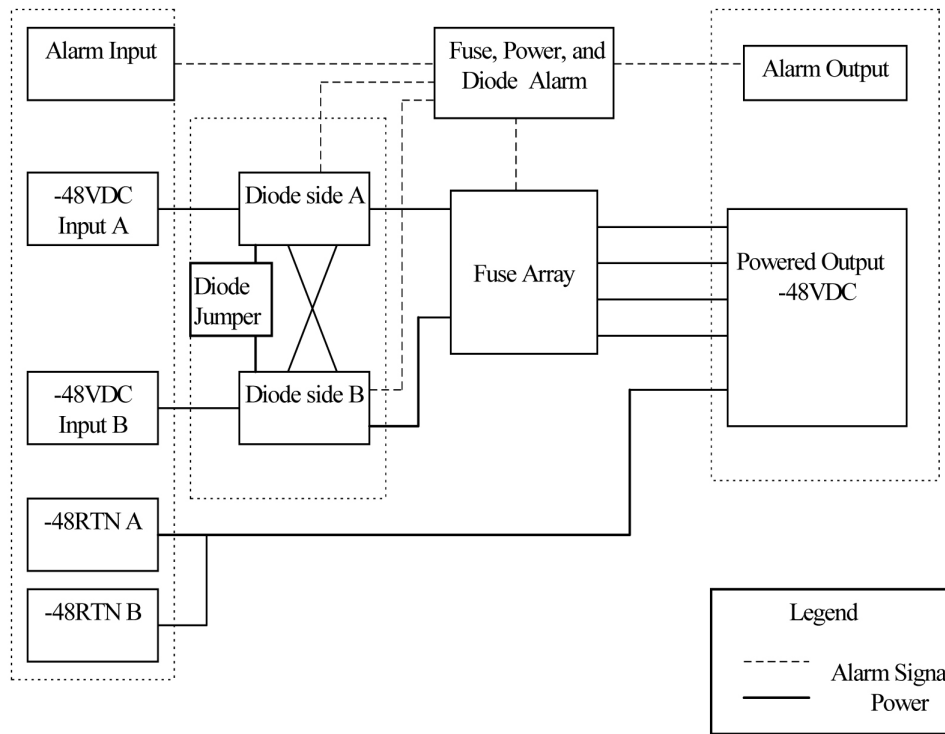 Alarm Input
Fuse, Power, and
Diode Alarm
Alarm Output
-48VDC
Input A
Diode side A
Fuse Array
Powered Output
-48VDC
Diode
Jumper
-48VDC
Input B
Diode side B
-48RTN A
-48RTN B
Legend
Alarm Signa
Power